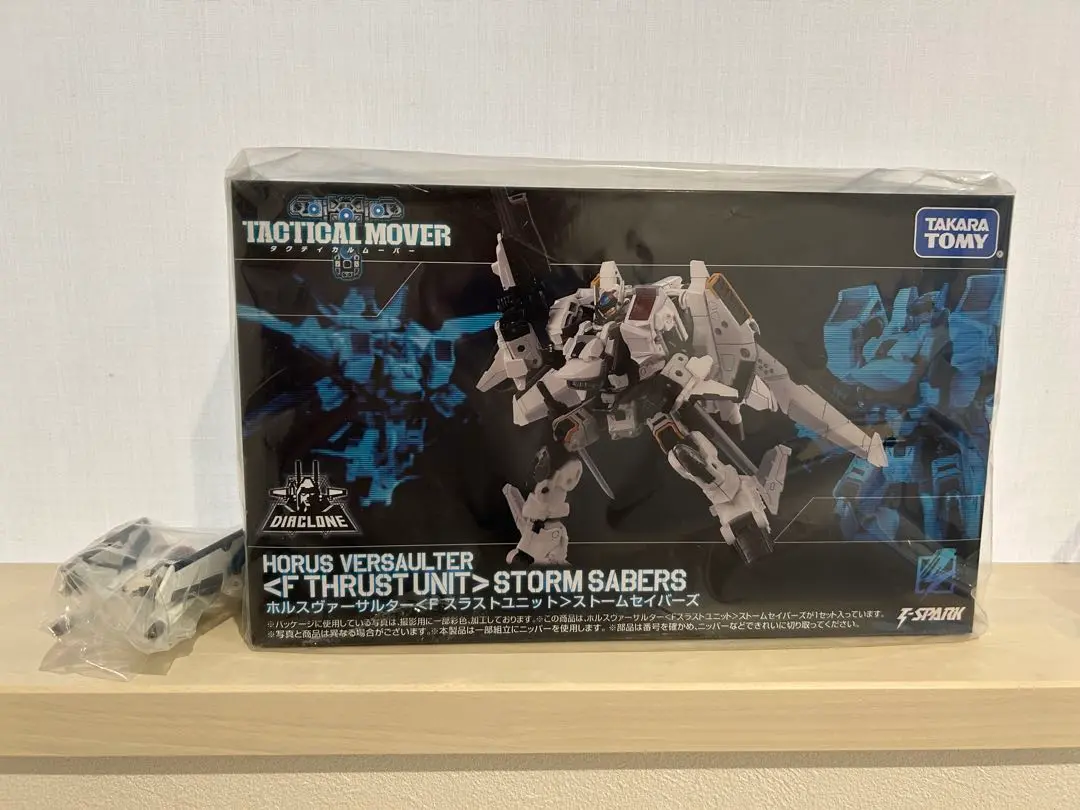 TACTICAL MOVER
タクティカルムーバー
TAKARA
TOMY
DIACLONE
HORUS VERSAULTER
<F THRUST UNIT> STORM SABERS
ホルスヴァーサルター<Fスラストユニット>ストームセイバーズ
※パッケージに使用している写真は、撮影用に一部彩色、加工しております。※この商品は、ホルスヴァーサルター<Fスラストユニット>ストームセイバーズが1セット入っています。
※写真と商品は異なる場合がございます。※本製品は一部組立にニッパーを使用します。※部品は番号を確かめ、ニッパーなどできれいに切り取ってください。
T-SPARK